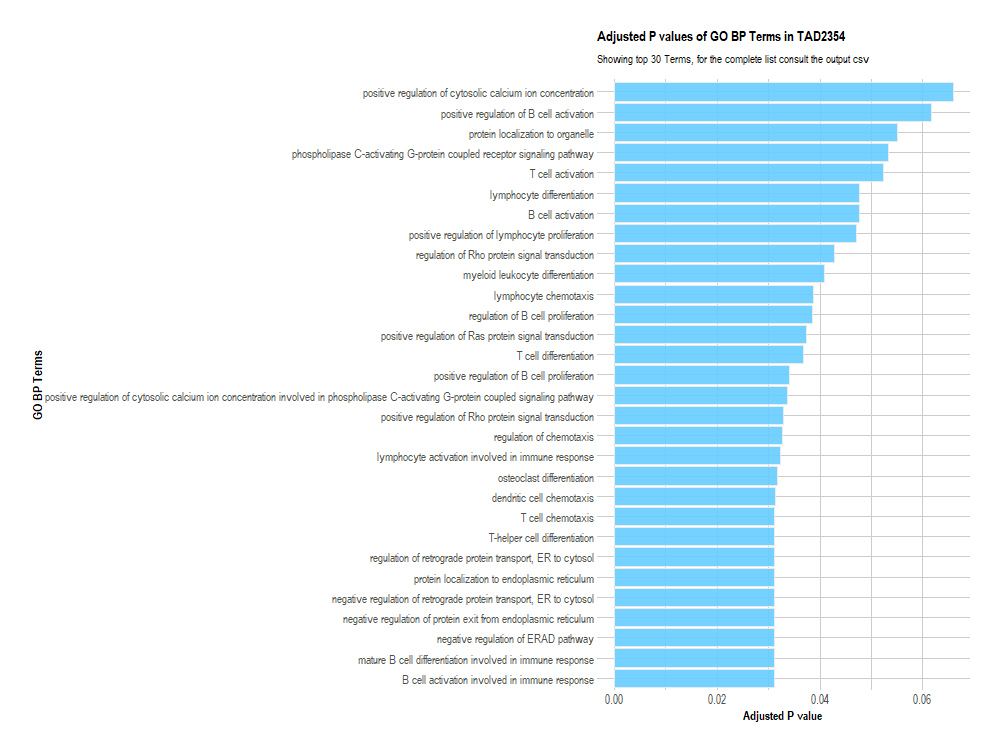 Adjusted P values of GO BP Terms in TAD2354
Showing top 30 Terms, for the complete list consult the output csv
GO BP Terms
positive regulation of cytosolic calcium ion concentration
positive regulation of B cell activation
protein localization to organelle
phospholipase C-activating G-protein coupled receptor signaling pathway
T cell activation
lymphocyte differentiation
B cell activation
positive regulation of lymphocyte proliferation
regulation of Rho protein signal transduction
myeloid leukocyte differentiation
lymphocyte chemotaxis
regulation of B cell proliferation
positive regulation of Ras protein signal transduction
T cell differentiation
positive regulation of B cell proliferation
positive regulation of cytosolic calcium ion concentration involved in phospholipase C-activating G-protein coupled signaling pathway
positive regulation of Rho protein signal transduction
regulation of chemotaxis
lymphocyte activation involved in immune response
osteoclast differentiation
dendritic cell chemotaxis
T cell chemotaxis
T-helper cell differentiation
regulation of retrograde protein transport, ER to cytosol
protein localization to endoplasmic reticulum
negative regulation of retrograde protein transport, ER to cytosol
negative regulation of protein exit from endoplasmic reticulum
negative regulation of ERAD pathway
mature B cell differentiation involved in immune response
B cell activation involved in immune response
0.00 0.02 0.04 0.06
Adjusted P value